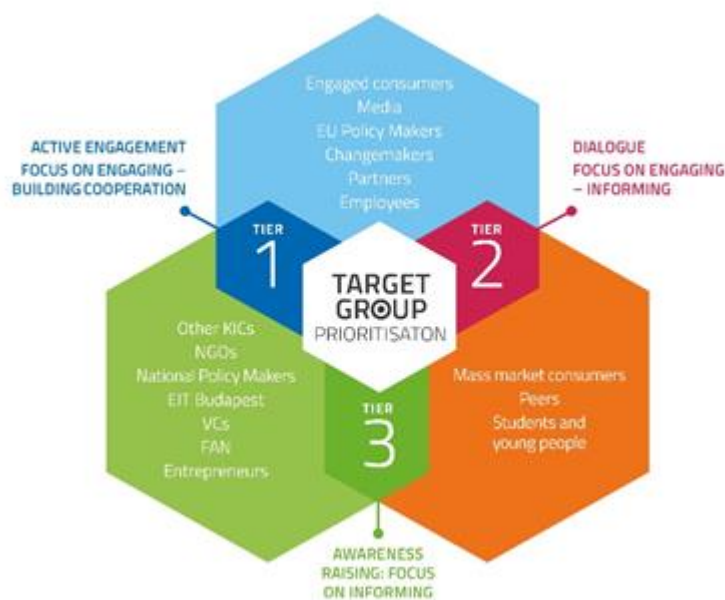 Engaged consumers
Media
EU Policy Makers
Changemakers
Partners
Employees
ACTIVE ENGAGEMENT
FOCUS ON ENGAGING –
BUILDING COOPERATION
DIALOGUE
FOCUS ON ENGAGING
– INFORMING
TIER
1
TIER
2
TARGET
GROUP
PRIORITISATON
Other KICs
NGOs
National Policy Makers
EIT Budapest
VCs
FAN
Entrepreneurs
Mass market consumers
Peers
Students and
young people
TIER
3
AWARENESS
RAISING: FOCUS
ON INFORMING